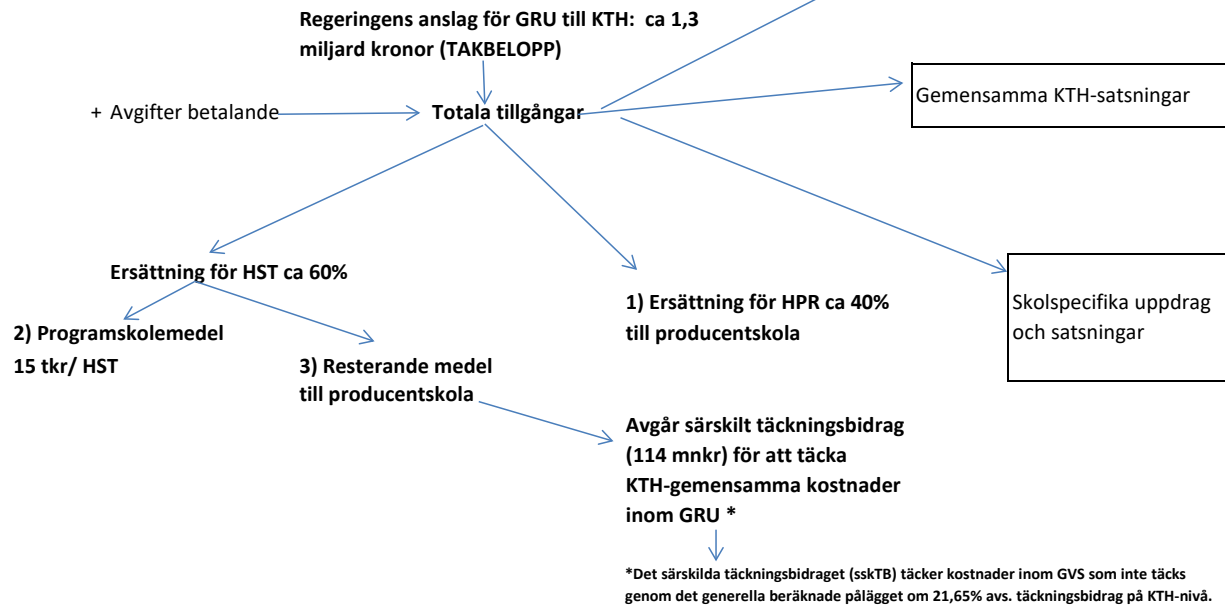 Regeringens anslag för GRU till KTH: ca 1,3
miljard kronor (TAKBELOPP)
Gemensamma KTH-satsningar
+ Avgifter betalande
Totala tillgångar
Ersättning för HST ca 60%
1) Ersättning för HPR ca 40%
till producentskola
Skolspecifika uppdrag
och satsningar
2) Programskolemedel
15 tkr/ HST
3) Resterande medel
till producentskola
Avgår särskilt täckningsbidrag
(114 mnkr) för att täcka
KTH-gemensamma kostnader
inom GRU *
*Det särskilda täckningsbidraget (sskTB) täcker kostnader inom GVS som inte täcks
genom det generella beräknade pålägget om 21,65% avs. täckningsbidrag på KTH-nivå.